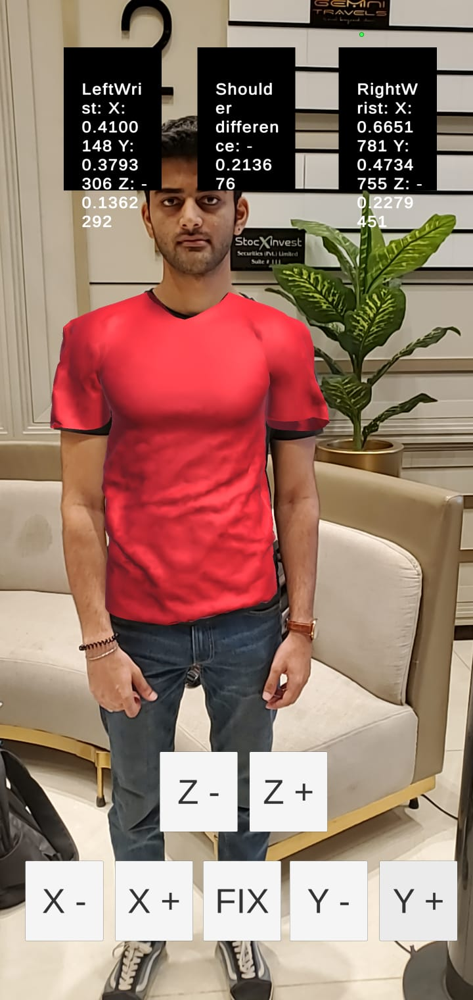 GEMINI
TRAVELS
2
LeftWri
st: X:
0.4100
148 Y:
0.3793
306 Z: -
0.1362
292
Should
er
differen
ce: -
0.2136
76
RightW
rist: X:
0.6651
781 Y:
0.4734
755 Z: -
0.2279
451
StocXInvest
Securities (Pvt.) Limited
Suite # 111
Z -
Z +
X -
X +
FIX
Y -
Y +